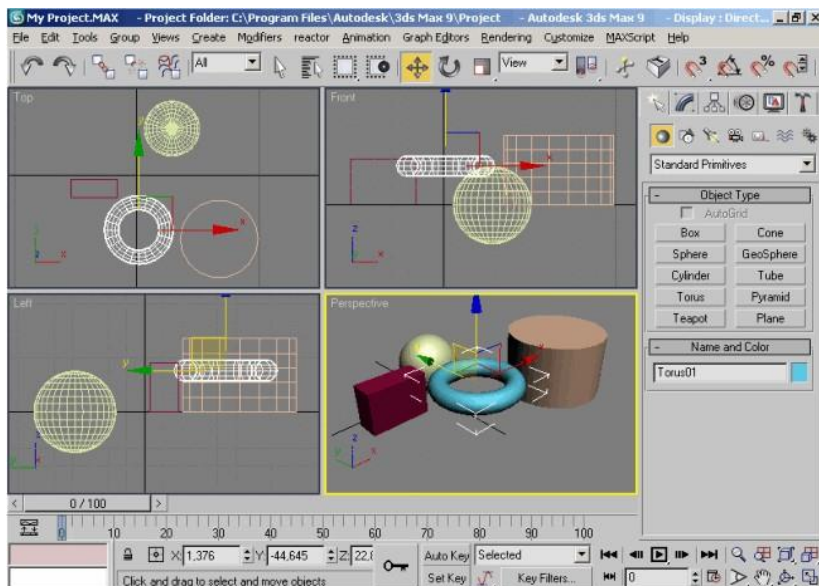 My Project.MAX - Project Folder: C:\Program Files\Autodesk\3ds Max 9\Project - Autodesk 3ds Max 9 - Display : Direct...
File Edit Tools Group Views Create Modifiers reactor Animation Graph Editors Rendering Customize MAXScript Help
All View 3 %
Top
y
x
y
z x
Front
x
z
z x
Standard Primitives
- Object Type
AutoGrid
Box Cone
Sphere GeoSphere
Cylinder Tube
Torus Pyramid
Teapot Plane
- Name and Color
Torus01
Left
y
z
y
Perspective
x
z
y x
< 0 / 100 >
0 10 20 30 40 50 60 70 80 90 100
X: 1,376 Y: -44,645 Z: 22,
Auto Key Selected
Click and drag to select and move objects
Set Key Key Filters... 0